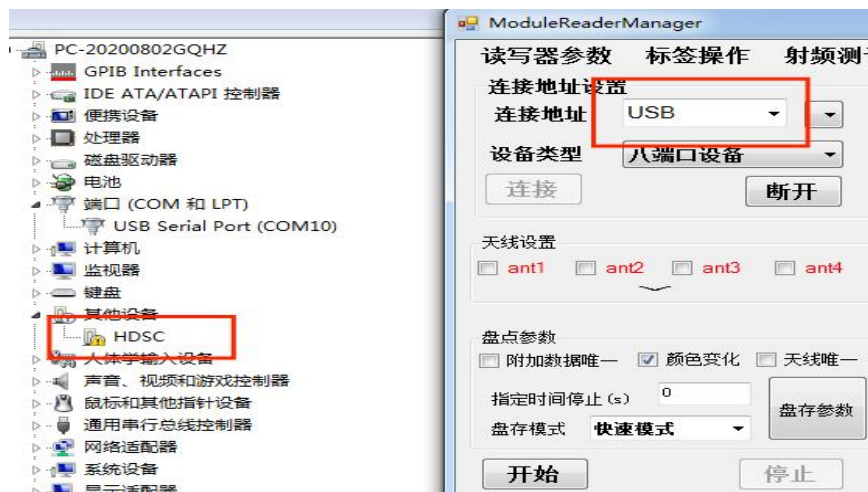 PC-20200802GQHZ
GPIB Interfaces
IDE ATA/ATAPI 控制器
便携设备
处理器
磁盘驱动器
电池
端口 (COM 和 LPT)
USB Serial Port (COM10)
计算机
监视器
键盘
其他设备
HDSC
人体学输入设备
声音、视频和游戏控制器
鼠标和其他指针设备
通用串行总线控制器
网络适配器
系统设备
显示适配器
ModuleReaderManager
读写器参数 标签操作 射频测
连接地址设置
连接地址 USB
设备类型 八端口设备
连接 断开
天线设置
ant1 ant2 ant3 ant4
盘点参数
附加数据唯一 颜色变化 天线唯一
指定时间停止(s) 0
盘存参数
盘存模式 快速模式
开始 停止